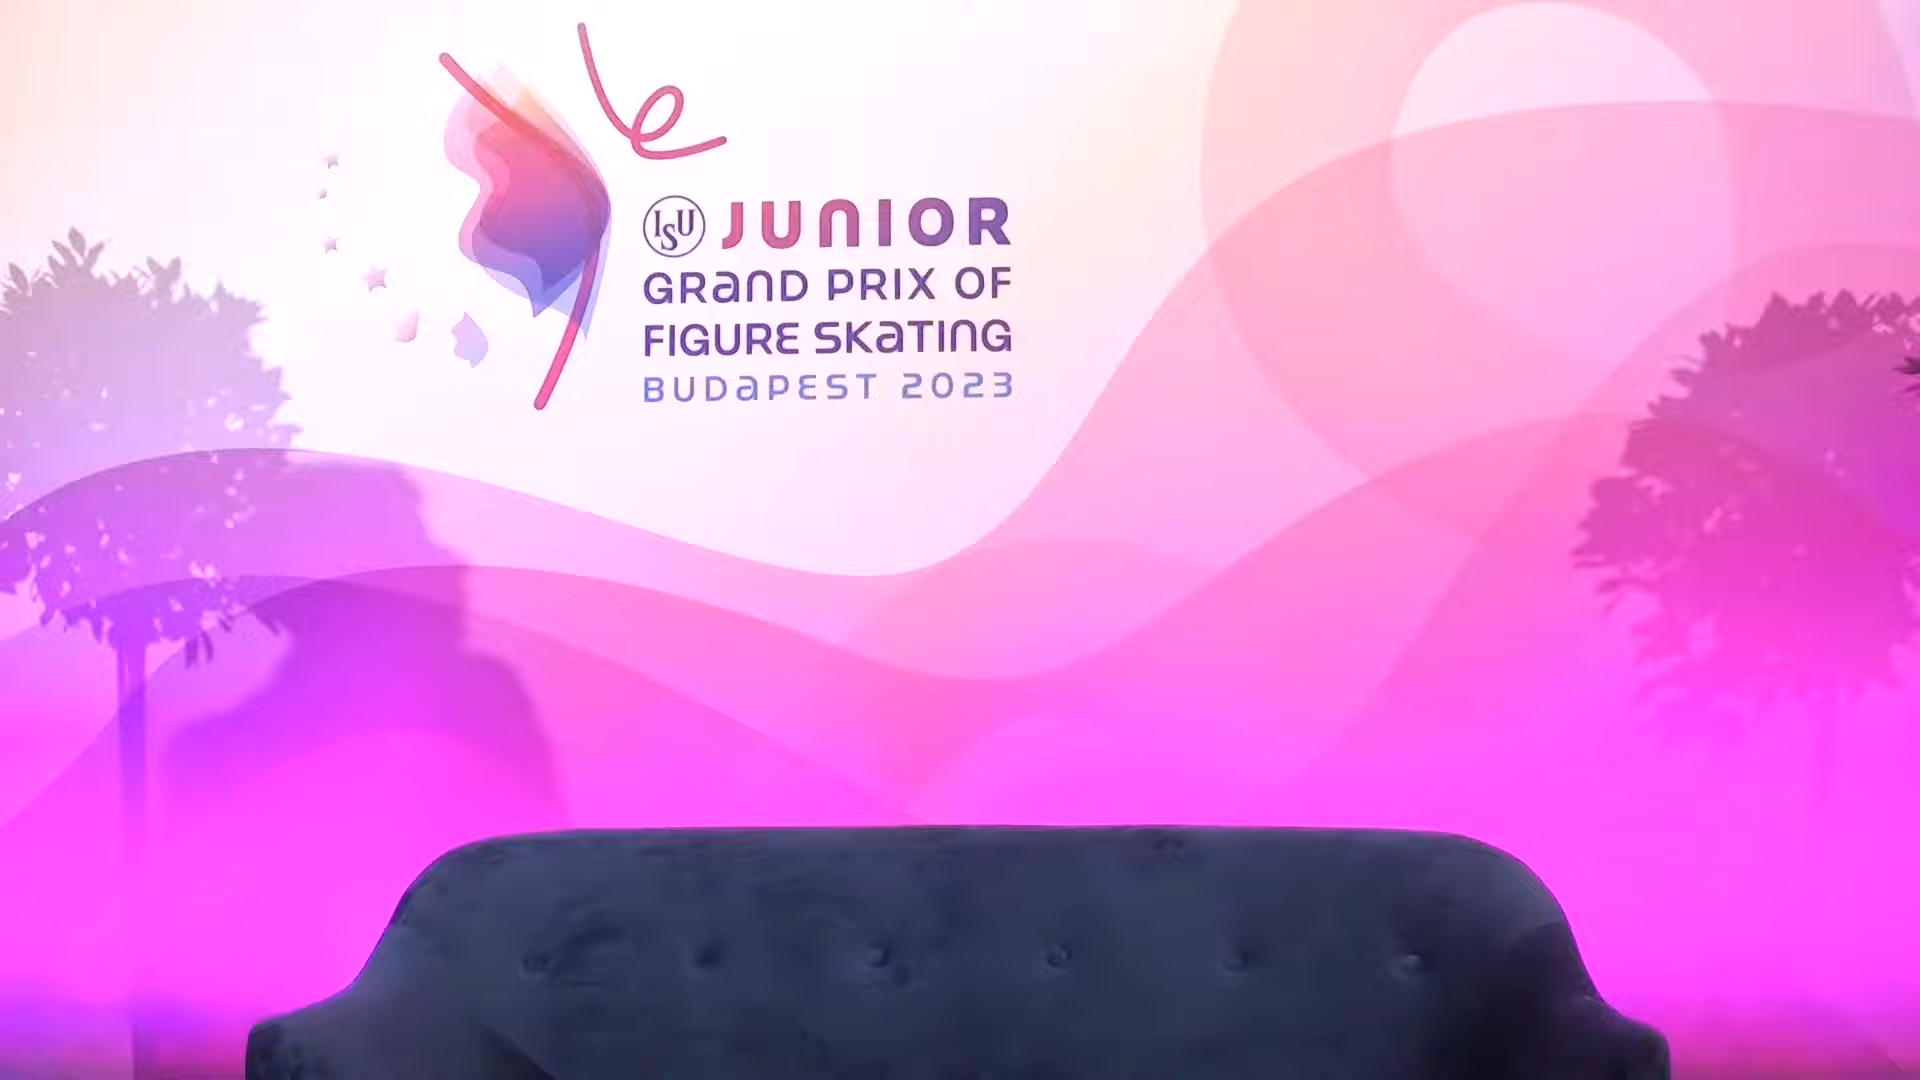 ISU JUNIOR
GRAND PRIX OF
FIGURE SKATING
BUDAPEST 2023